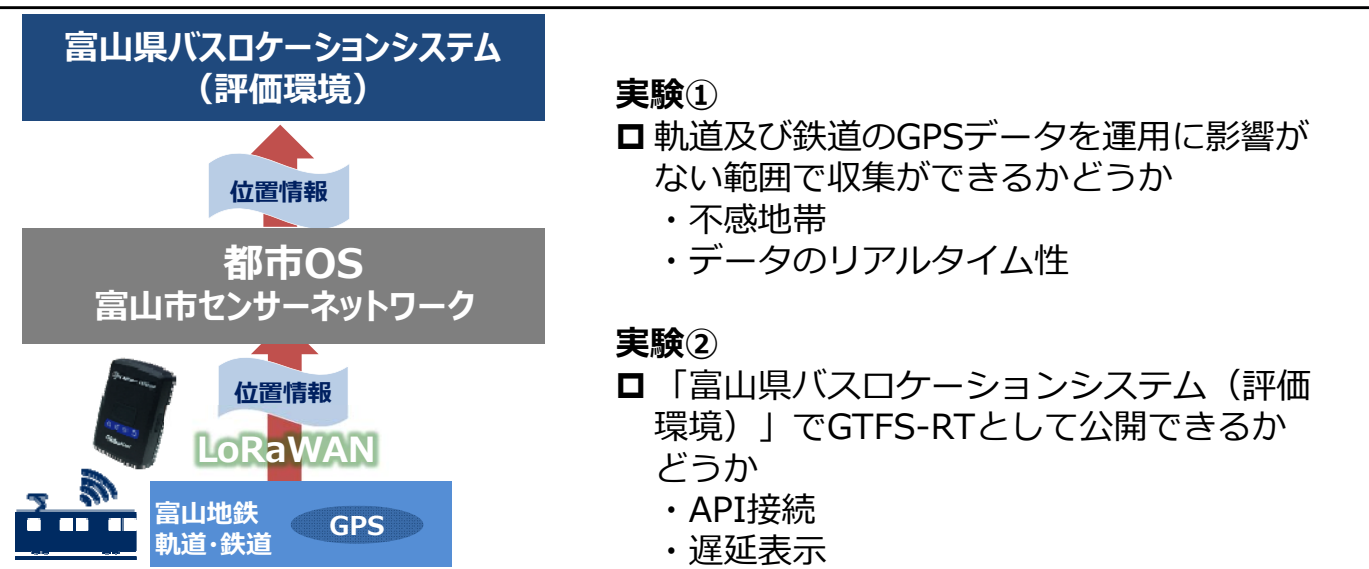 富山県バスロケーションシステム
（評価環境）
位置情報
都市OS
富山市センサーネットワーク
位置情報
LoRaWAN
富山地鉄
軌道・鉄道
GPS
実験①
軌道及び鉄道のGPSデータを運用に影響が
ない範囲で収集ができるかどうか
・不感地帯
・データのリアルタイム性
実験②
「富山県バスロケーションシステム（評価
環境）」でGTFS-RTとして公開できるか
どうか
・API接続
・遅延表示